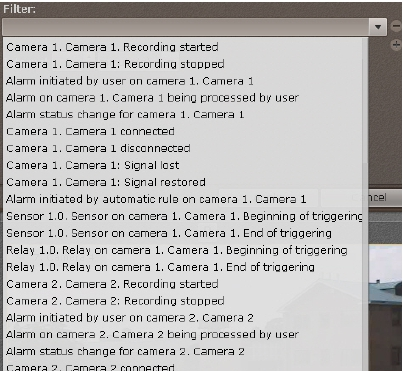 Filter:
Camera 1. Camera 1. Recording started
Camera 1. Camera 1: Recording stopped
Alarm initiated by user on camera 1. Camera 1
Alarm on camera 1. Camera 1 being processed by user
Alarm status change for camera 1. Camera 1
Camera 1. Camera 1 connected
Camera 1. Camera 1 disconnected
Camera 1. Camera 1: Signal lost
Camera 1. Camera 1: Signal restored
Alarm initiated by automatic rule on camera 1. Camera 1
ncel
Sensor 1.0. Sensor on camera 1. Camera 1. Beginning of triggering
Sensor 1.0. Sensor on camera 1. Camera 1. End of triggering
Relay 1.0. Relay on camera 1. Camera 1. Beginning of triggering
Relay 1.0. Relay on camera 1. Camera 1. End of triggering
Camera 2. Camera 2. Recording started
Camera 2. Camera 2: Recording stopped
Alarm initiated by user on camera 2. Camera 2
Alarm on camera 2. Camera 2 being processed by user
Alarm status change for camera 2. Camera 2
Camera 2. Camera 2 connected